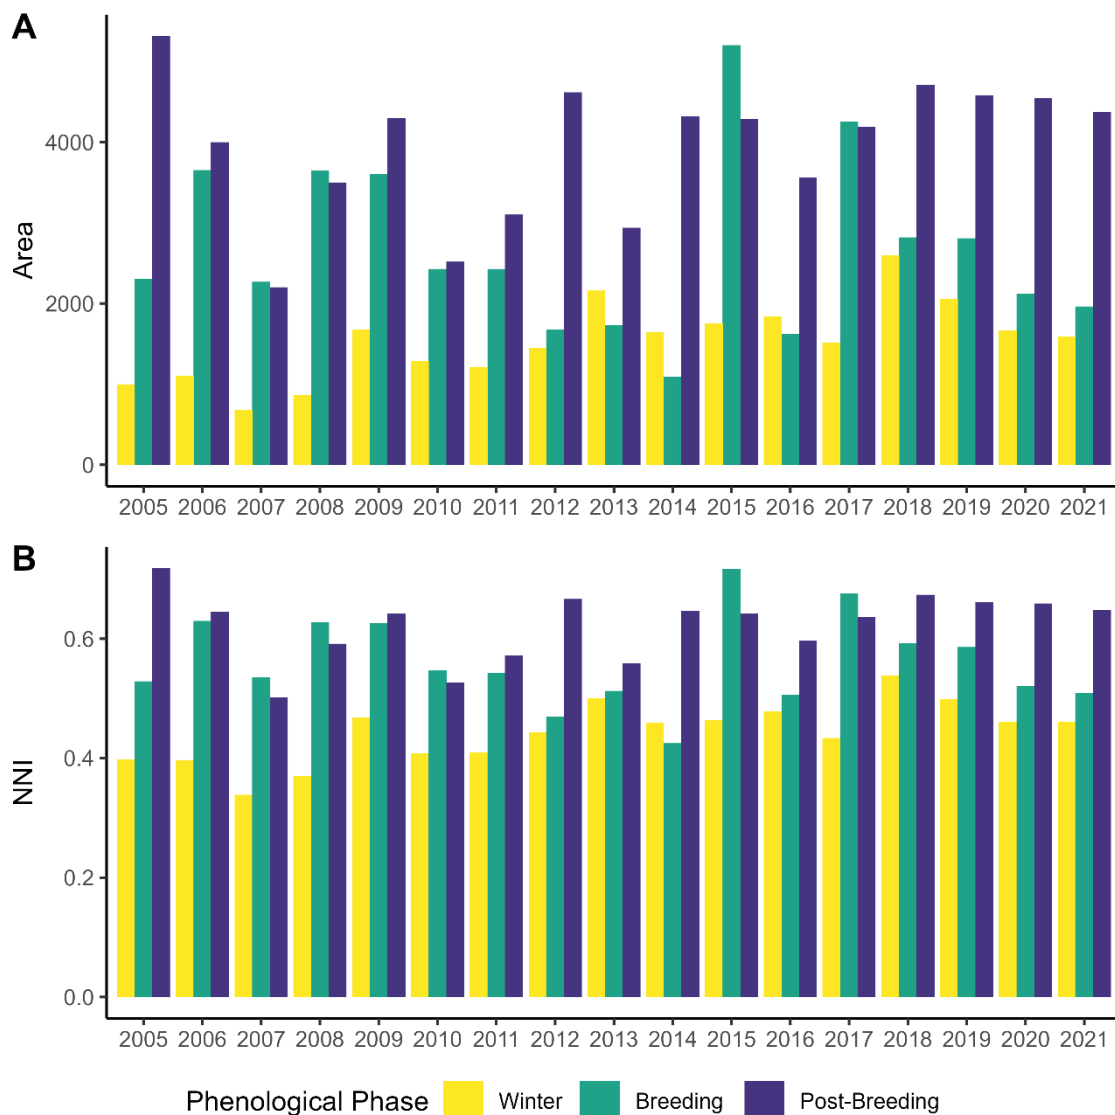 A
Area
4000
2000
0
2005 2006 2007 2008 2009 2010 2011 2012 2013 2014 2015 2016 2017 2018 2019 2020 2021
B
NNI
0.6
0.4
0.2
0.0
2005 2006 2007 2008 2009 2010 2011 2012 2013 2014 2015 2016 2017 2018 2019 2020 2021
Phenological Phase Winter Breeding Post-Breeding